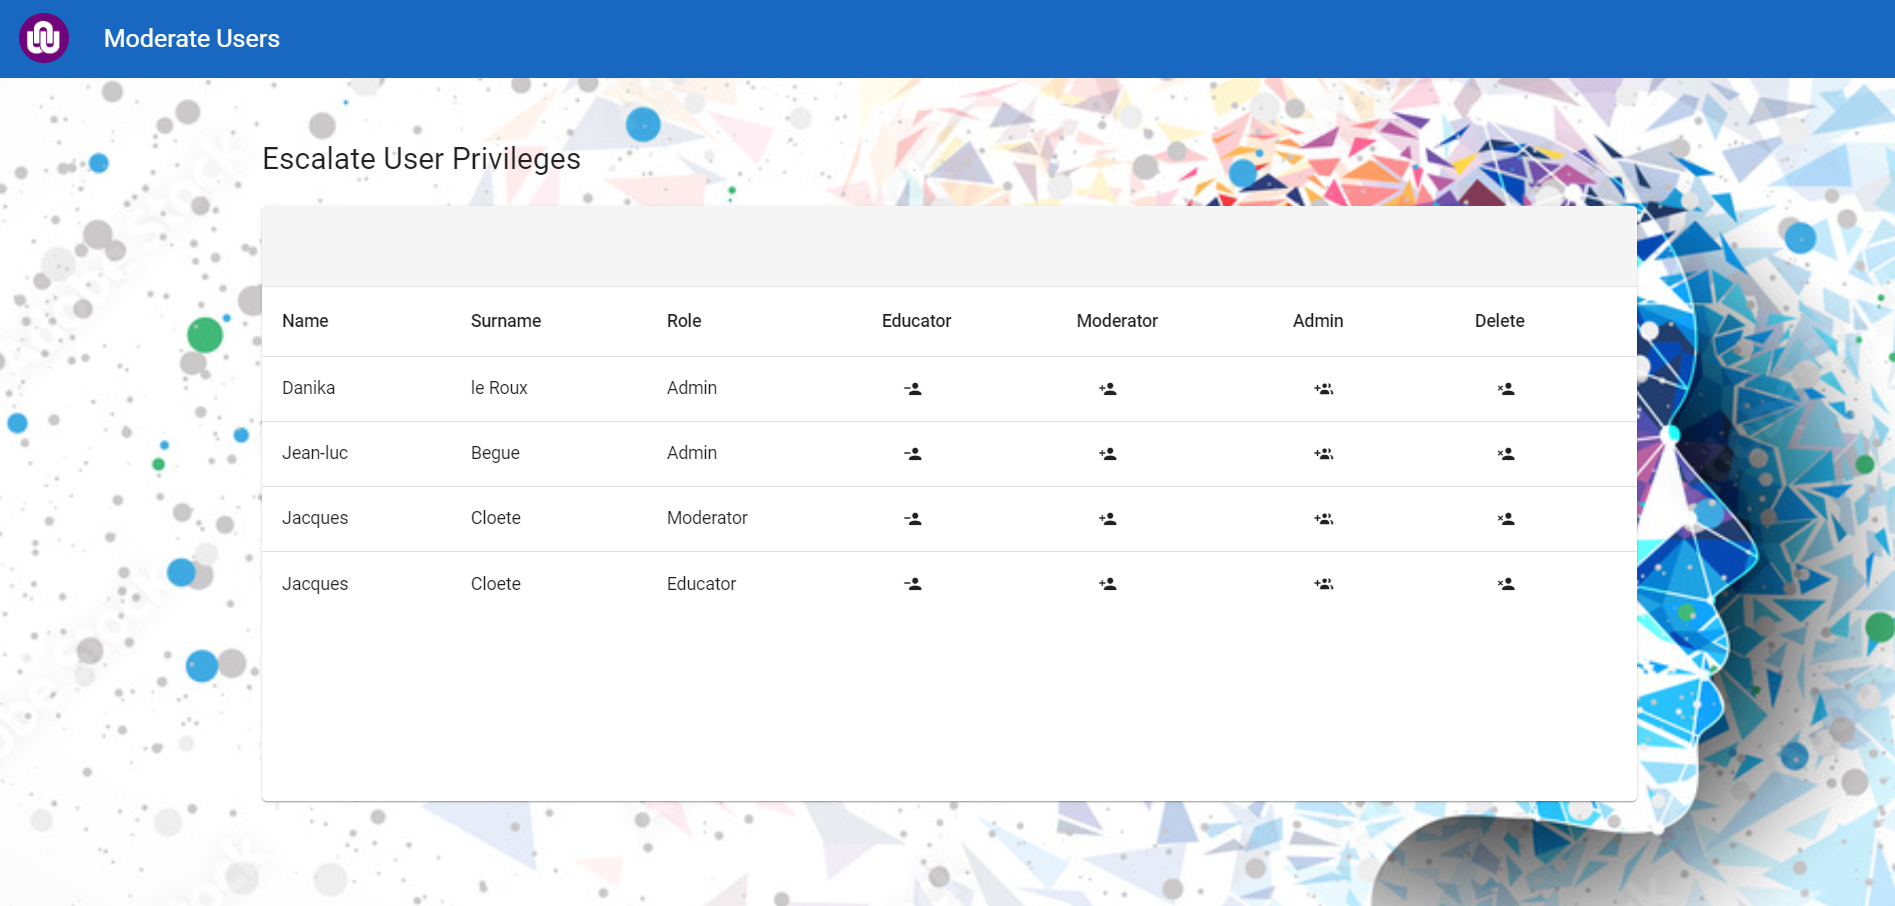 Moderate Users
Escalate User Privileges
Name Surname Role Educator Moderator Admin Delete
Danika le Roux Admin
Jean-luc Begue Admin
Jacques Cloete Moderator
Jacques Cloete Educator